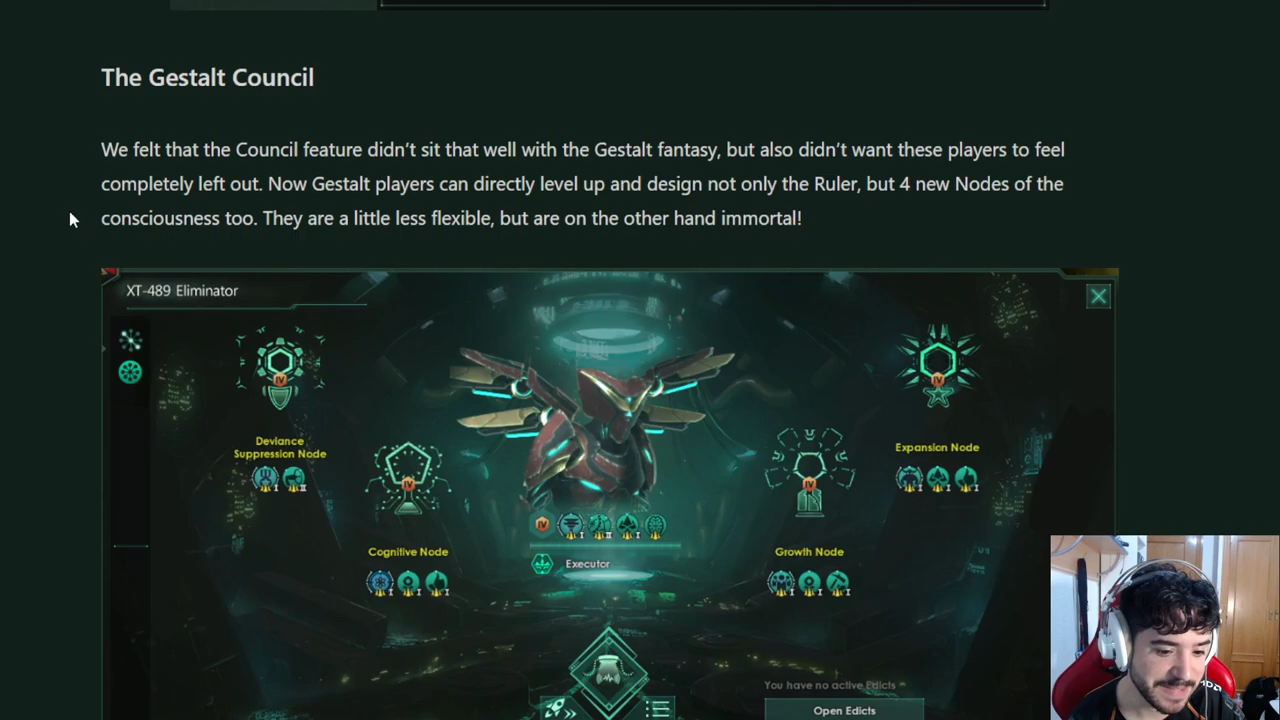 The Gestalt Council
We felt that the Council feature didn't sit that well with the Gestalt fantasy, but also didn't want these players to feel
completely left out. Now Gestalt players can directly level up and design not only the Ruler, but 4 new Nodes of the
consciousness too. They are a little less flexible, but are on the other hand immortal!
XT-489 Eliminator
Deviance
Suppression Node
Expansion Node
Cognitive Node
Growth Node
Executor
You have no active Edicts
Open Edicts